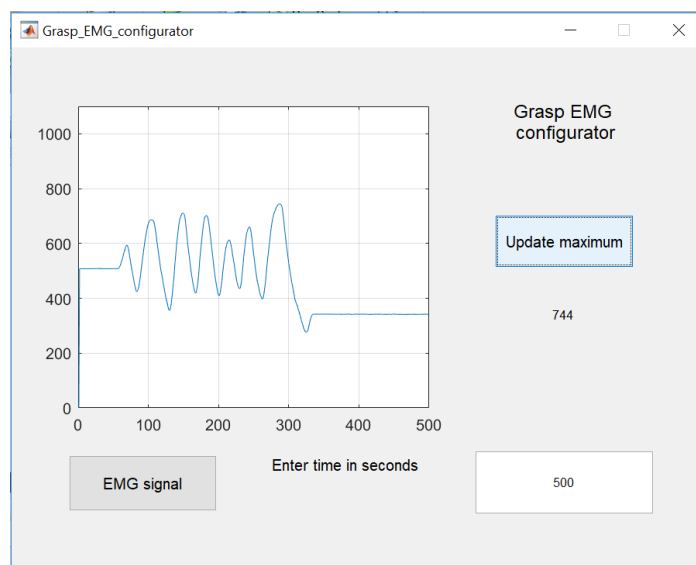 Grasp_EMG_configurator
Grasp EMG
configurator
1000
800
600
400
200
0
0 100 200 300 400 500
Update maximum
744
EMG signal
Enter time in seconds
500